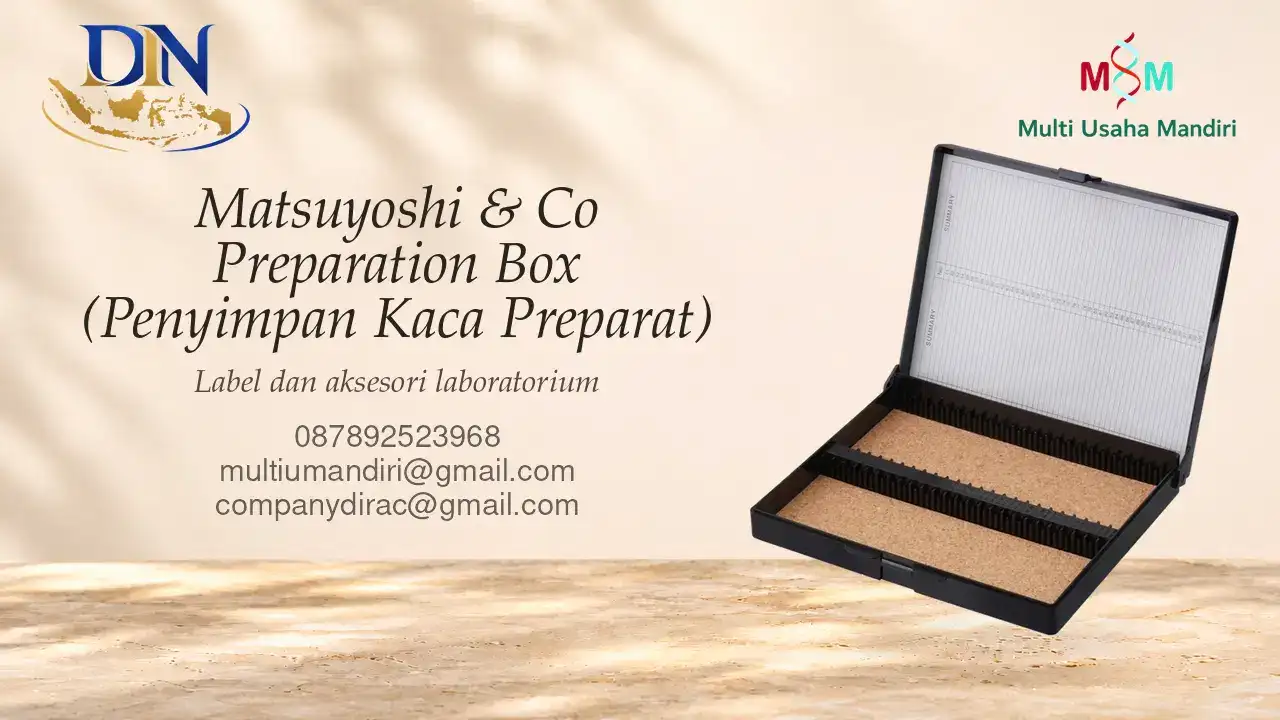 DIN
MSM
Multi Usaha Mandiri
Matsuyoshi & Co
Preparation Box
(Penyimpan Kaca Preparat)
Label dan aksesori laboratorium
087892523968
multiumandiri@gmail.com
companydirac@gmail.com
SUMMARY
SUMMARY